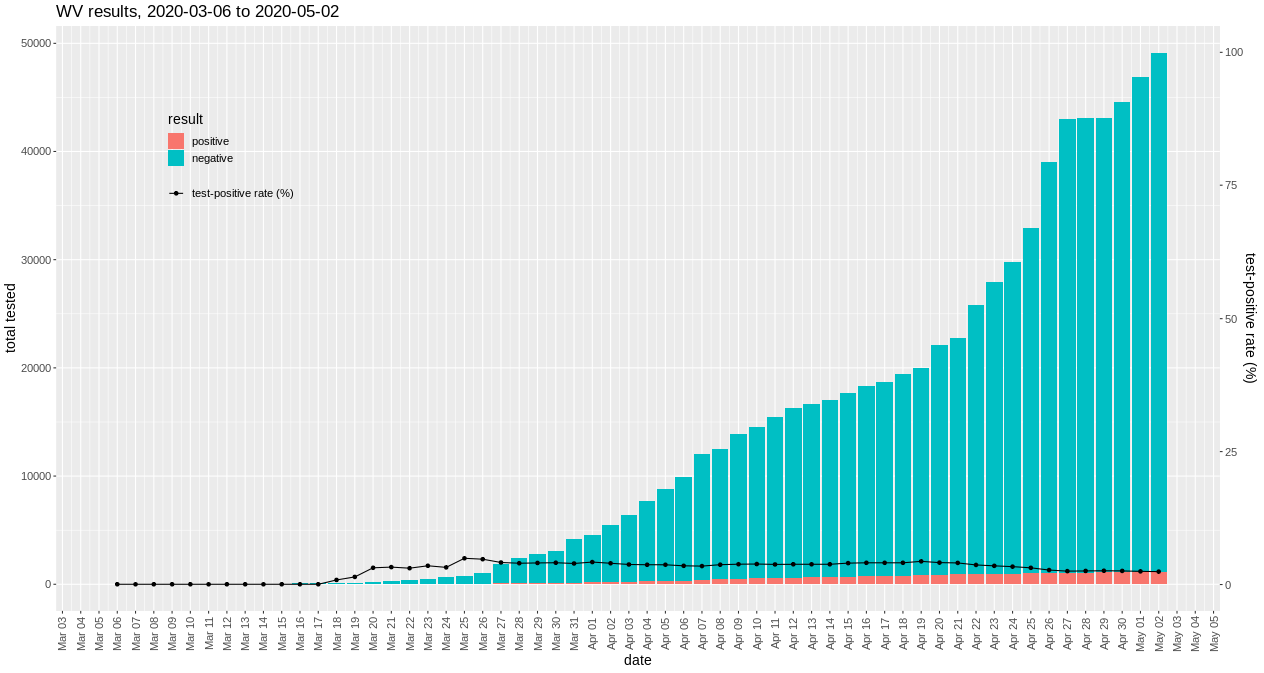 WV results, 2020-03-06 to 2020-05-02
50000
40000
30000
20000
10000
0
total tested
result
positive
negative
test-positive rate (%)
100
75
50
25
0
test-positive rate (%)
Mar 03
Mar 04
Mar 05
Mar 06
Mar 07
Mar 08
Mar 09
Mar 10
Mar 11
Mar 12
Mar 13
Mar 14
Mar 15
Mar 16
Mar 17
Mar 18
Mar 19
Mar 20
Mar 21
Mar 22
Mar 23
Mar 24
Mar 25
Mar 26
Mar 27
Mar 28
Mar 29
Mar 30
Mar 31
Apr 01
Apr 02
Apr 03
Apr 04
Apr 05
Apr 06
Apr 07
Apr 08
Apr 09
Apr 10
Apr 11
Apr 12
Apr 13
Apr 14
Apr 15
Apr 16
Apr 17
Apr 18
Apr 19
Apr 20
Apr 21
Apr 22
Apr 23
Apr 24
Apr 25
Apr 26
Apr 27
Apr 28
Apr 29
Apr 30
May 01
May 02
May 03
May 04
May 05
date